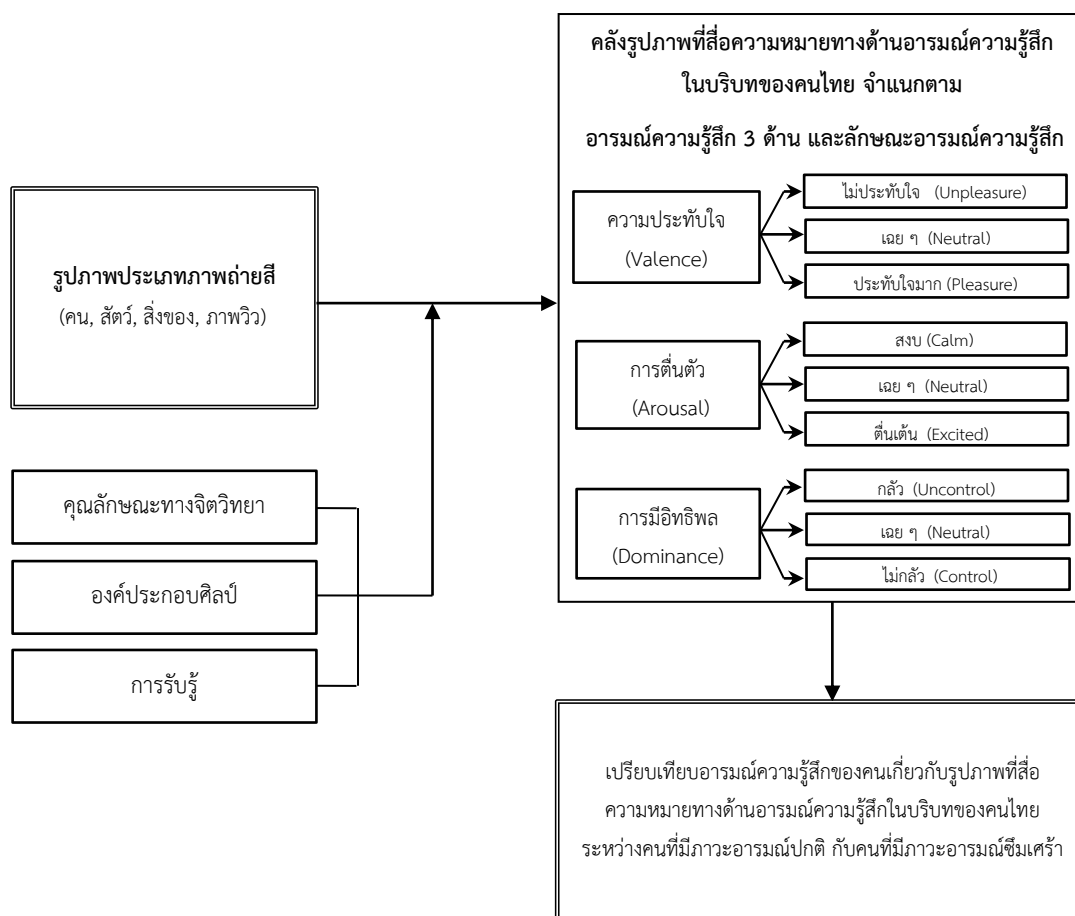 คลังรูปภาพที่สื่อความหมายทางด้านอารมณ์ความรู้สึก
ในบริบทของคนไทย จำแนกตาม
อารมณ์ความรู้สึก 3 ด้าน และลักษณะอารมณ์ความรู้สึก
รูปภาพประเภทภาพถ่ายสี
(คน, สัตว์, สิ่งของ, ภาพวิว)
คุณลักษณะทางจิตวิทยา
องค์ประกอบศิลป์
การรับรู้
ความประทับใจ
(Valence)
ไม่ประทับใจ (Unpleasure)
เฉย ๆ (Neutral)
ประทับใจมาก (Pleasure)
การตื่นตัว
(Arousal)
สงบ (Calm)
เฉย ๆ (Neutral)
ตื่นเต้น (Excited)
การมีอิทธิพล
(Dominance)
กลัว (Uncontrol)
เฉย ๆ (Neutral)
ไม่กลัว (Control)
เปรียบเทียบอารมณ์ความรู้สึกของคนเกี่ยวกับรูปภาพที่สื่อ
ความหมายทางด้านอารมณ์ความรู้สึกในบริบทของคนไทย
ระหว่างคนที่มีภาวะอารมณ์ปกติ กับคนที่มีภาวะอารมณ์ซึมเศร้า